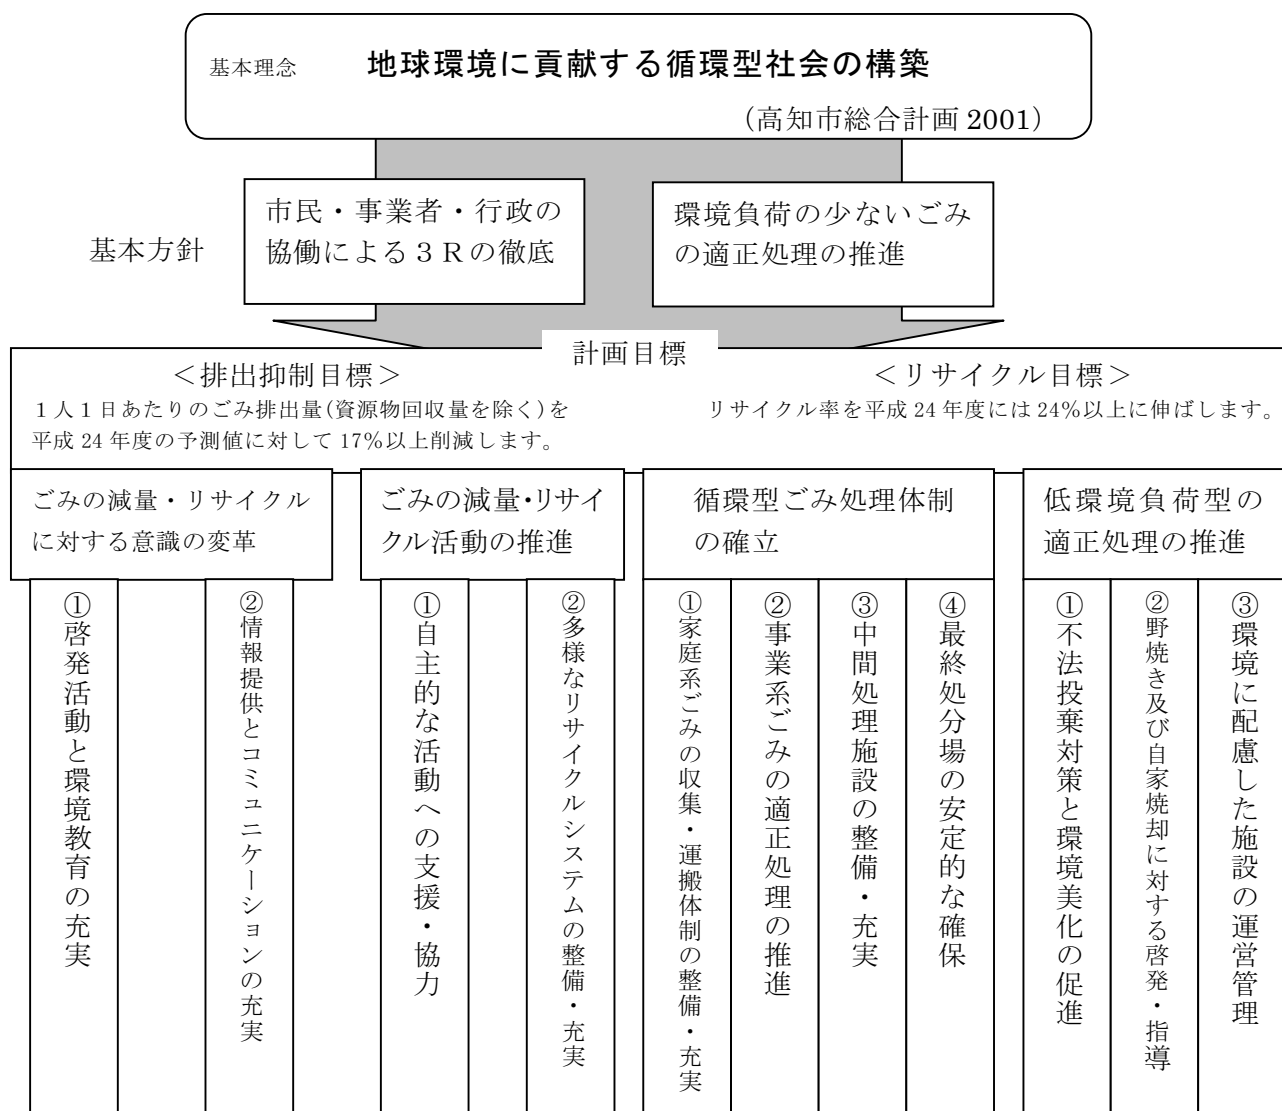 基本理念 地球環境に貢献する循環型社会の構築
(高知市総合計画 2001)
基本方針
市民・事業者・行政の
協働による3Rの徹底
環境負荷の少ないごみ
の適正処理の推進
計画目標
<排出抑制目標>
1人1日あたりのごみ排出量(資源物回収量を除く)を
平成 24 年度の予測値に対して 17%以上削減します。
<リサイクル目標>
リサイクル率を平成 24 年度には 24%以上に伸ばします。
ごみの減量・リサイクル
に対する意識の変革
①啓発活動と環境教育の充実
②情報提供とコミュニケーションの充実
ごみの減量・リサイ
クル活動の推進
①自主的な活動への支援・協力
②多様なリサイクルシステムの整備・充実
循環型ごみ処理体制
の確立
①家庭系ごみの収集・運搬体制の整備・充実
②事業系ごみの適正処理の推進
③中間処理施設の整備・充実
④最終処分場の安定的な確保
低環境負荷型の
適正処理の推進
①不法投棄対策と環境美化の促進
②野焼き及び自家焼却に対する啓発・指導
③環境に配慮した施設の運営管理